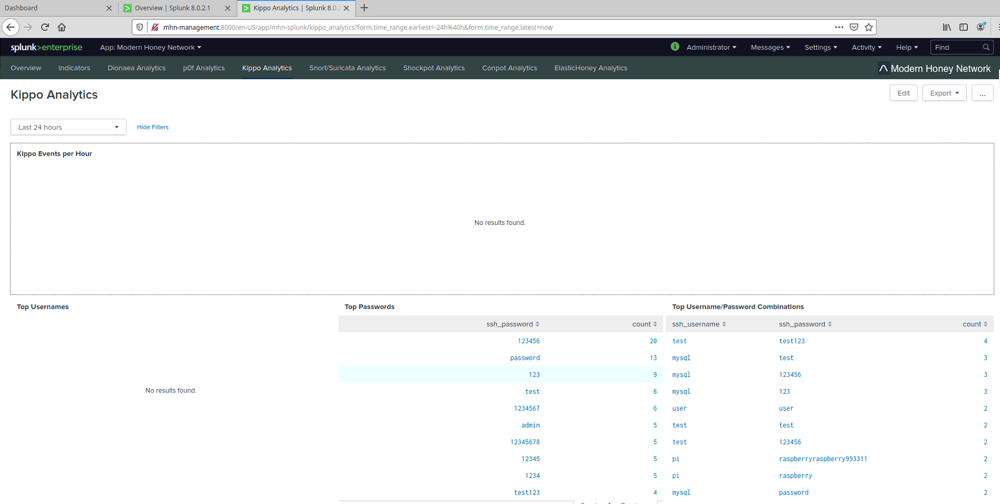 Dashboard
Overview | Splunk 8.0.2.1
Kippo Analytics | Splunk 8.0.2
mhn-management:8000/en-US/app/mhn-splunk/kippo_analytics?form.time_range.earliest=-24h%40h&form.time_range.latest=now
splunk>enterprise
App: Modern Honey Network
Administrator
Messages
Settings
Activity
Help
Find
Overview
Indicators
Dionaea Analytics
p0f Analytics
Kippo Analytics
Snort/Suricata Analytics
Shockpot Analytics
Conpot Analytics
ElasticHoney Analytics
Modern Honey Network
Kippo Analytics
Edit
Export
...
Last 24 hours
Hide Filters
Kippo Events per Hour
No results found.
Top Usernames
No results found.
Top Passwords
ssh_password count
123456 20
password 13
123 9
test 6
1234567 6
admin 5
12345678 5
12345 5
1234 5
test123 4
Top Username/Password Combinations
ssh_username ssh_password count
test test123 4
mysql test 3
mysql 123456 3
mysql 123 3
user user 2
test test 2
test 123456 2
pi raspberryraspberry993311 2
pi raspberry 2
mysql password 2